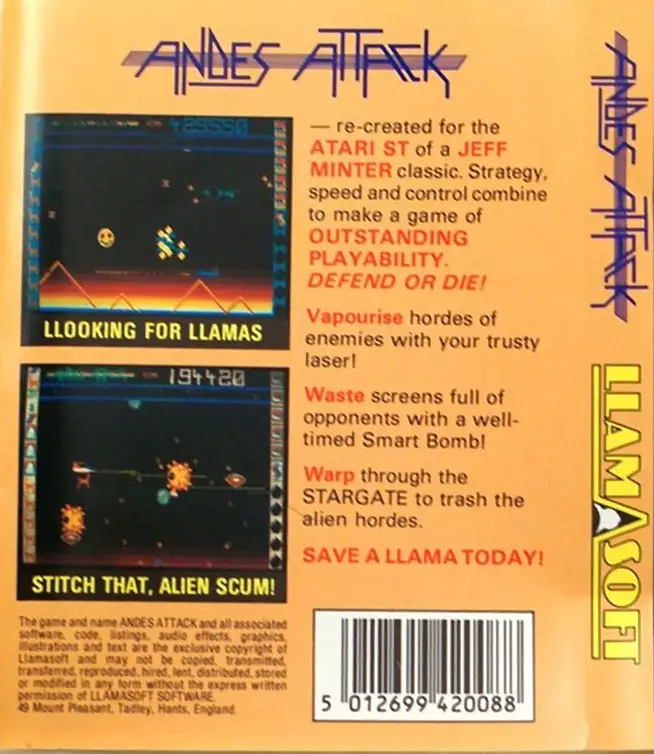 ANDES ATTACK
429550
LLOOKING FOR LLAMAS
194420
STITCH THAT, ALIEN SCUM!
— re-created for the
ATARI ST of a JEFF
MINTER classic. Strategy,
speed and control combine
to make a game of
OUTSTANDING
PLAYABILITY.
DEFEND OR DIE!
Vapourise hordes of
enemies with your trusty
laser!
Waste screens full of
opponents with a well-
timed Smart Bomb!
Warp through the
STARGATE to trash the
alien hordes.
SAVE A LLAMA TODAY!
The game and name ANDES ATTACK and all associated
software, code, listings, audio effects, graphics,
illustrations and text are the exclusive copyright of
Llamasoft and may not be copied, transmitted,
transferred, reproduced, hired, lent, distributed, stored
or modified in any form without the express written
permission of LLAMASOFT SOFTWARE.
49 Mount Pleasant, Tadley, Hants, England.
5 012699 420088
ANDES ATTACK
LLAMASOFT